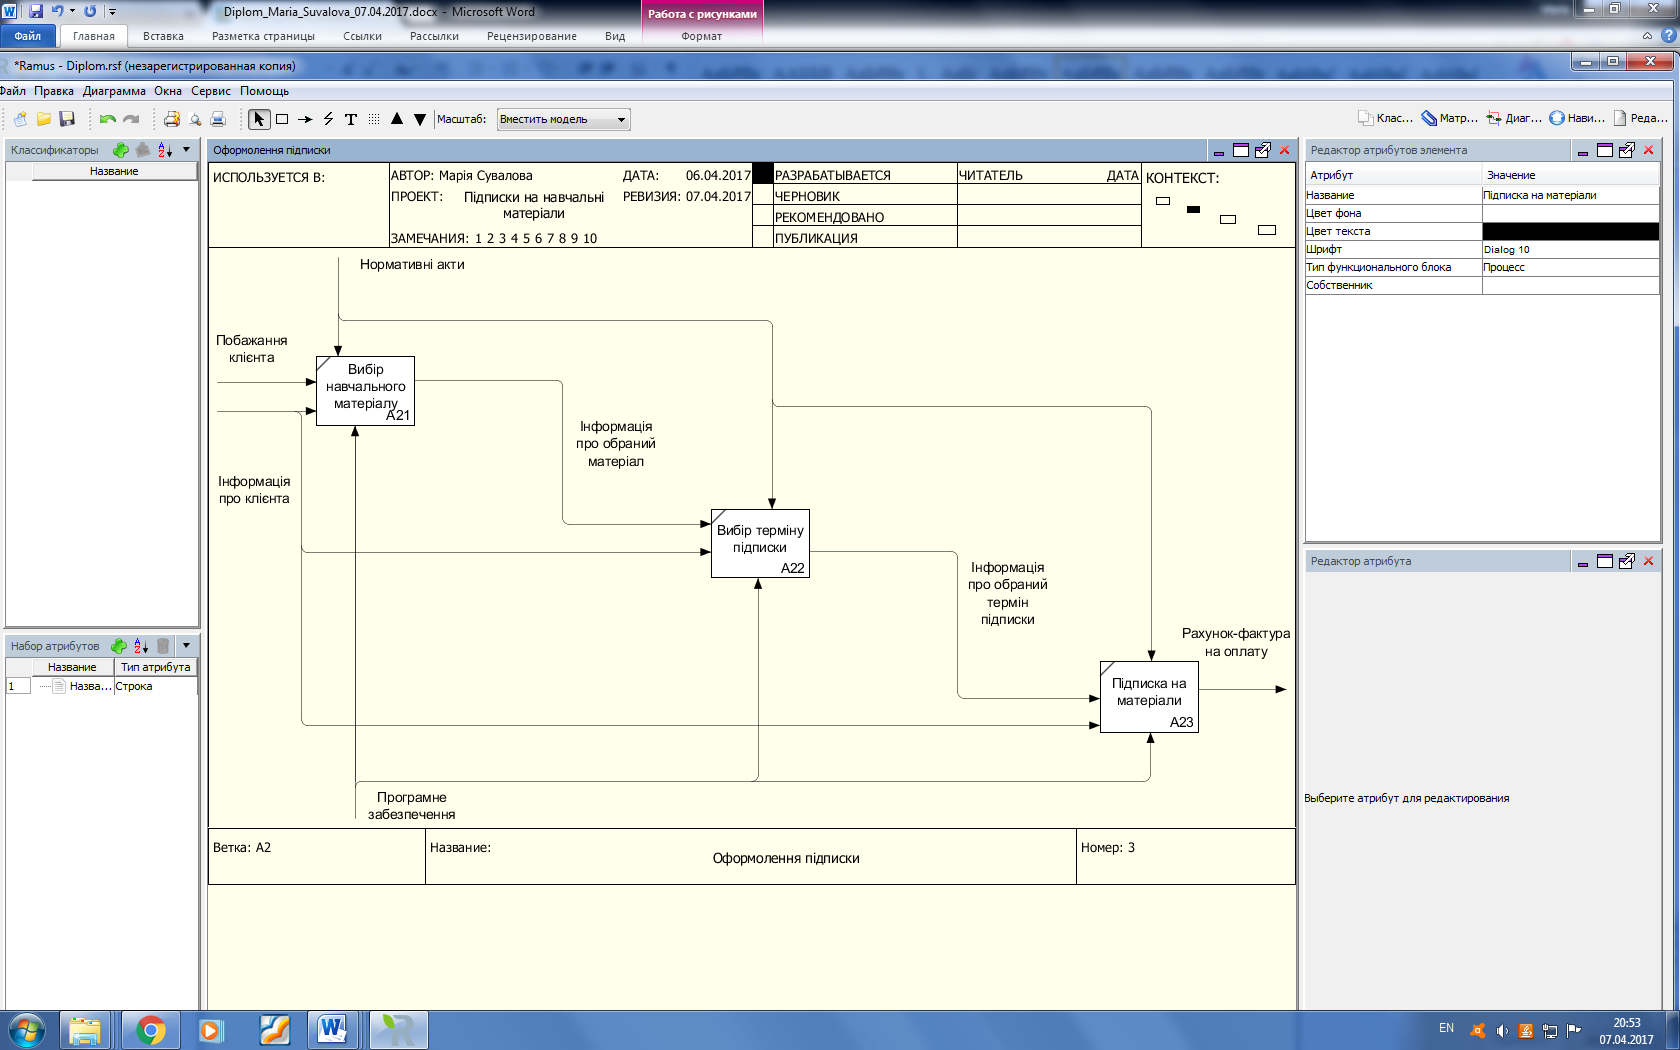 Diplom_Maria_Suvalova_07.04.2017.docx - Microsoft Word
Работа с рисунками
Файл
Главная
Вставка
Разметка страницы
Ссылки
Рассылки
Рецензирование
Вид
Формат
*Ramus - Diplom.rsf (незарегистрированная копия)
Файл Правка Диаграмма Окна Сервис Помощь
Масштаб:
Вместить модель
Клас...
Матр...
Диаг...
Нави...
Реда...
Классификаторы
Название
Набор атрибутов
Название
Тип атрибута
1
Назва...
Строка
Оформолення підписки
ИСПОЛЬЗУЕТСЯ В:
АВТОР: Марія Сувалова
ДАТА: 06.04.2017
ПРОЕКТ: Підписки на навчальні
матеріали
РЕВИЗИЯ: 07.04.2017
ЗАМЕЧАНИЯ: 1 2 3 4 5 6 7 8 9 10
РАЗРАБАТЫВАЕТСЯ
ЧЕРНОВИК
РЕКОМЕНДОВАНО
ПУБЛИКАЦИЯ
ЧИТАТЕЛЬ
ДАТА
КОНТЕКСТ:
Нормативні акти
Побажання
клієнта
Вибір
навчального
матеріалу
A21
Інформація
про обраний
матеріал
Інформація
про клієнта
Вибір терміну
підписки
A22
Інформація
про обраний
термін
підписки
Рахунок-фактура
на оплату
Підписка на
матеріали
A23
Програмне
забезпечення
Ветка: A2
Название:
Оформолення підписки
Номер: 3
Редактор атрибутов элемента
Атрибут
Значение
Название
Підписка на матеріали
Цвет фона
Цвет текста
Шрифт
Dialog 10
Тип функционального блока
Процесс
Собственник
Редактор атрибута
Выберите атрибут для редактирования
EN
20:53
07.04.2017